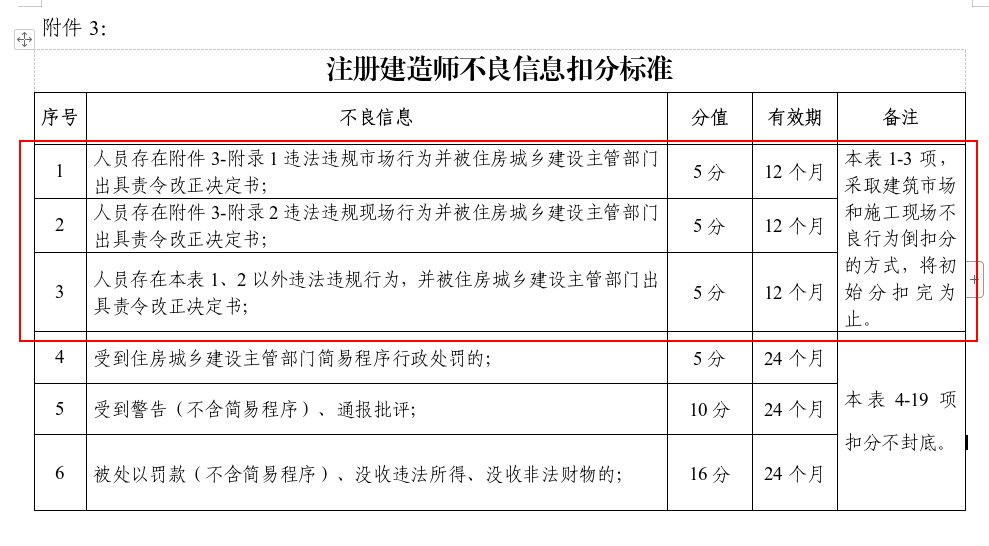 附件 3：
注册建造师不良信息扣分标准
序号 不良信息 分值 有效期 备注
1 人员存在附件 3-附录 1 违法违规市场行为并被住房城乡建设主管部门
出具责令改正决定书； 5 分 12 个月
2 人员存在附件 3-附录 2 违法违规现场行为并被住房城乡建设主管部门
出具责令改正决定书； 5 分 12 个月
3 人员存在本表 1、2 以外违法违规行为，并被住房城乡建设主管部门出
具责令改正决定书； 5 分 12 个月
本表 1-3 项，
采取建筑市场
和施工现场不
良行为倒扣分
的方式，将初
始分扣完为
止。
4 受到住房城乡建设主管部门简易程序行政处罚的； 5 分 24 个月
5 受到警告（不含简易程序）、通报批评； 10 分 24 个月
6 被处以罚款（不含简易程序）、没收违法所得、没收非法财物的； 16 分 24 个月
本表 4-19 项
扣分不封底。